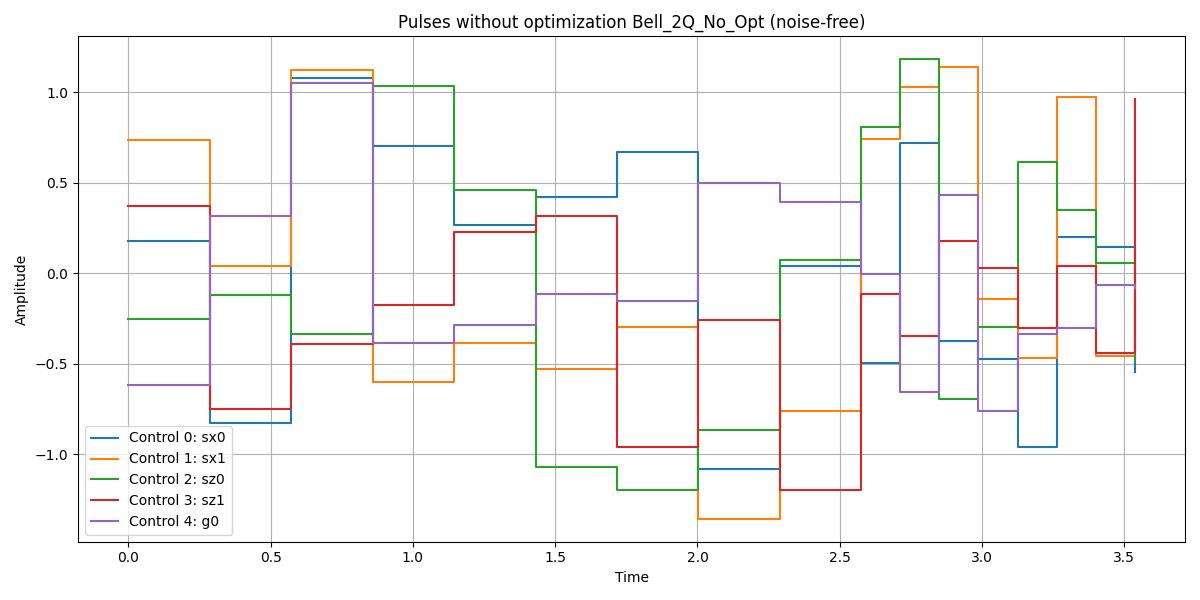 Pulses without optimization Bell_2Q_No_Opt (noise-free)
Amplitude
1.0
0.5
0.0
−0.5
−1.0
Control 0: sx0
Control 1: sx1
Control 2: sz0
Control 3: sz1
Control 4: g0
0.0 0.5 1.0 1.5 2.0 2.5 3.0 3.5
Time